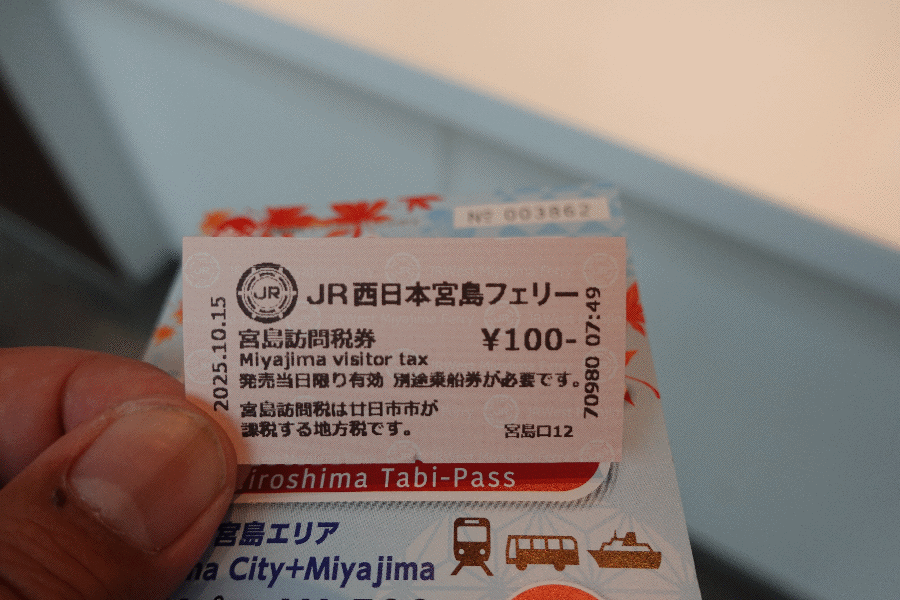 Nº 003862
JR
JR西日本宮島フェリー
宮島訪問税券
¥100-
Miyajima visitor tax
発売当日限り有効 別途乗船券が必要です。
宮島訪問税は廿日市市が
課税する地方税です。
宮島口12
2025.10.15
70980 07:49
iroshima Tabi-Pass
宮島エリア
City+Miyajima